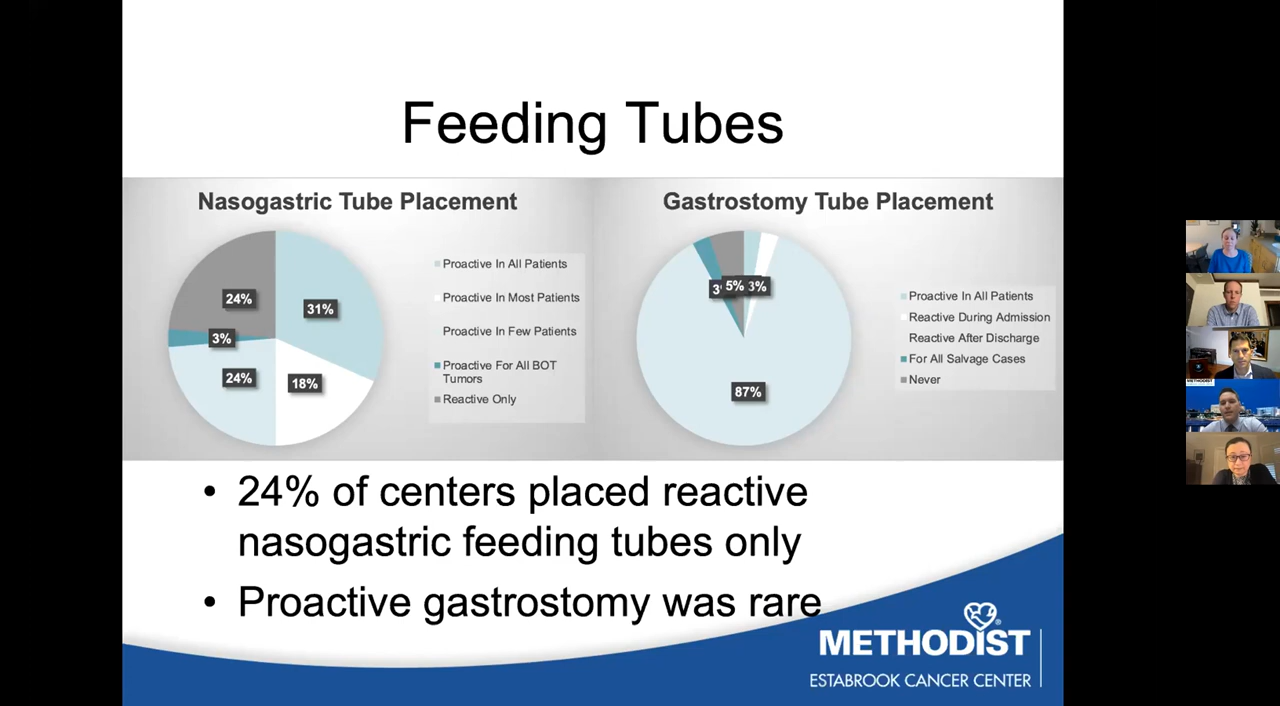 Feeding Tubes
Nasogastric Tube Placement
31%
18%
24%
3%
24%
Proactive In All Patients
Proactive In Most Patients
Proactive In Few Patients
Proactive For All BOT
Tumors
Reactive Only
Gastrostomy Tube Placement
5%
3%
87%
Proactive In All Patients
Reactive During Admission
Reactive After Discharge
For All Salvage Cases
Never
• 24% of centers placed reactive
nasogastric feeding tubes only
• Proactive gastrostomy was rare
METHODIST
ESTABROOK CANCER CENTER
METHODIST